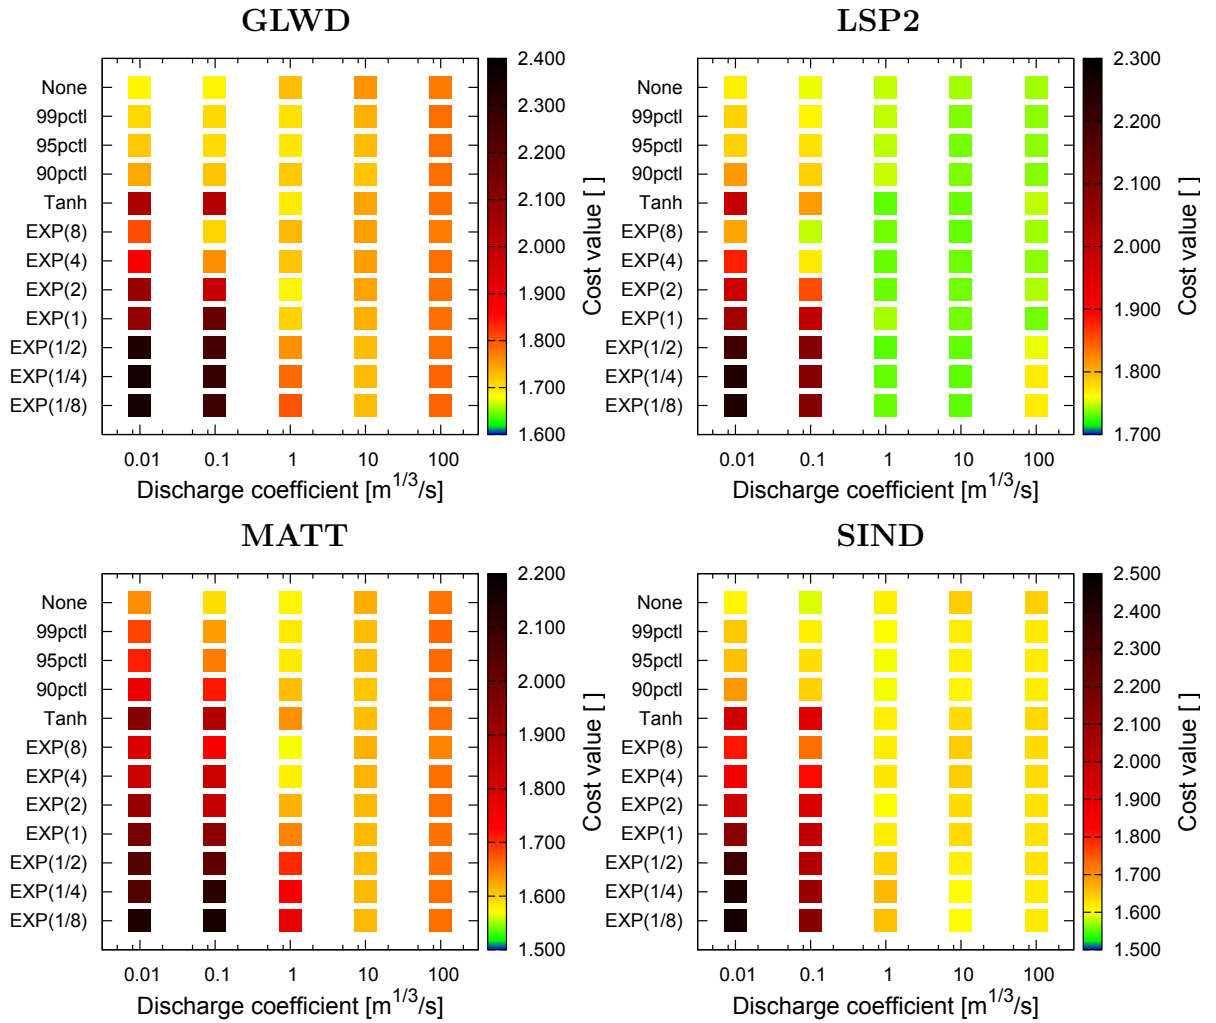 GLWD
None
99pctl
95pctl
90pctl
Tanh
EXP(8)
EXP(4)
EXP(2)
EXP(1)
EXP(1/2)
EXP(1/4)
EXP(1/8)
0.01 0.1 1 10 100
Discharge coefficient [m^1/3/s]
2.400
2.300
2.200
2.100
2.000
1.900
1.800
1.700
1.600
Cost value [ ]
LSP2
None
99pctl
95pctl
90pctl
Tanh
EXP(8)
EXP(4)
EXP(2)
EXP(1)
EXP(1/2)
EXP(1/4)
EXP(1/8)
0.01 0.1 1 10 100
Discharge coefficient [m^1/3/s]
2.300
2.200
2.100
2.000
1.900
1.800
1.700
Cost value [ ]
MATT
None
99pctl
95pctl
90pctl
Tanh
EXP(8)
EXP(4)
EXP(2)
EXP(1)
EXP(1/2)
EXP(1/4)
EXP(1/8)
0.01 0.1 1 10 100
Discharge coefficient [m^1/3/s]
2.200
2.100
2.000
1.900
1.800
1.700
1.600
1.500
Cost value [ ]
SIND
None
99pctl
95pctl
90pctl
Tanh
EXP(8)
EXP(4)
EXP(2)
EXP(1)
EXP(1/2)
EXP(1/4)
EXP(1/8)
0.01 0.1 1 10 100
Discharge coefficient [m^1/3/s]
2.500
2.400
2.300
2.200
2.100
2.000
1.900
1.800
1.700
1.600
1.500
Cost value [ ]